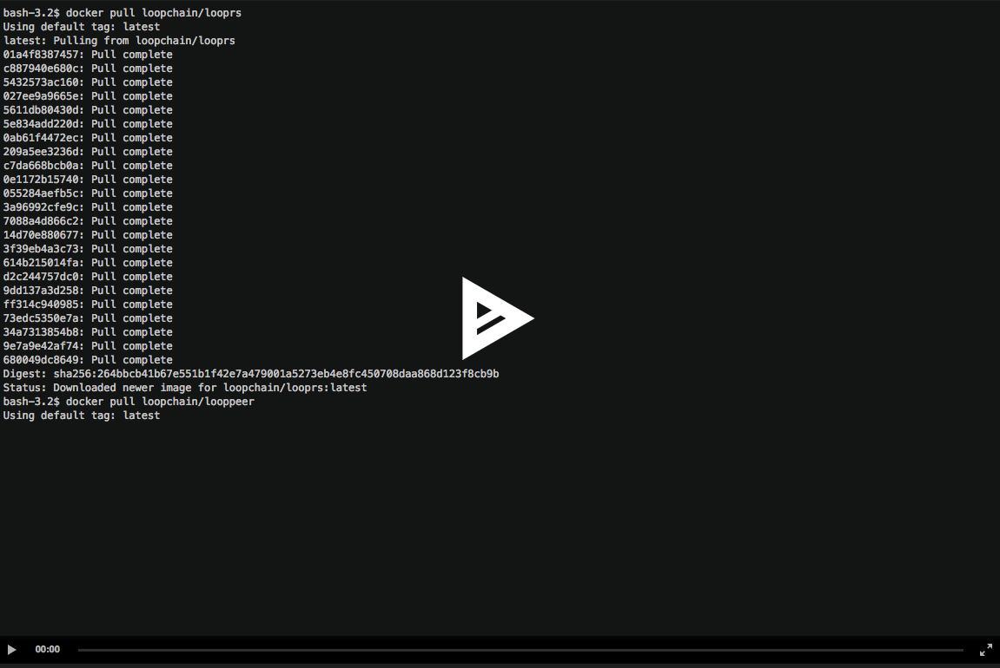 bash-3.2$ docker pull loopchain/looprs
Using default tag: latest
latest: Pulling from loopchain/looprs
01a4f8387457: Pull complete
c887940e680c: Pull complete
5432573ac160: Pull complete
027ee9a9665e: Pull complete
5611db80430d: Pull complete
5e834add220d: Pull complete
0ab61f4472ec: Pull complete
209a5ee3236d: Pull complete
c7da668bcb0a: Pull complete
0e1172b15740: Pull complete
055284aefb5c: Pull complete
3a96992cfe9c: Pull complete
7088a4d866c2: Pull complete
14d70e880677: Pull complete
3f39eb4a3c73: Pull complete
614b215014fa: Pull complete
d2c244757dc0: Pull complete
9dd137a3d258: Pull complete
ff314c940985: Pull complete
73edc5350e7a: Pull complete
34a7313854b8: Pull complete
9e7a9e42af74: Pull complete
680049dc8649: Pull complete
Digest: sha256:264bbcb41b67e551b1f42e7a479001a5273eb4e8fc450708daa868d123f8cb9b
Status: Downloaded newer image for loopchain/looprs:latest
bash-3.2$ docker pull loopchain/looppeer
Using default tag: latest
00:00